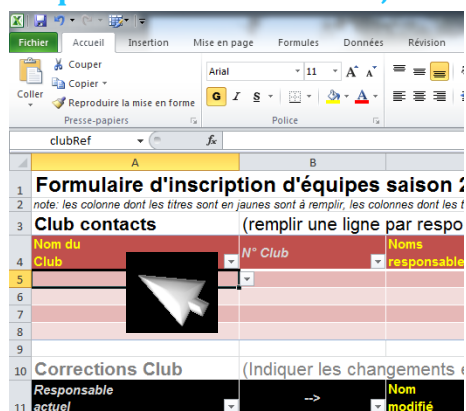 Fichier Accueil Insertion Mise en page Formules Données Révision
Coller
Couper
Copier
Reproduire la mise en forme
Presse-papiers
Arial 11 A A
G I S A
Police
clubRef fx
A B
1 Formulaire d'inscription d'équipes saison
2 note: les colonne dont les titres sont en jaunes sont à remplir, les colonnes dont les
3 Club contacts (remplir une ligne par
4 Nom du Club N° Club Noms responsable
5
6
7
8
9
10 Corrections Club (Indiquer les changements
11 Responsable actuel --> Nom modifié